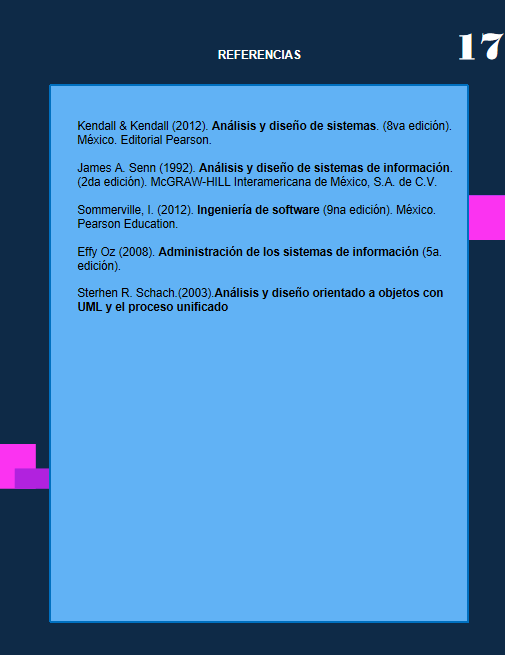 17
REFERENCIAS
Kendall & Kendall (2012). Análisis y diseño de sistemas. (8va edición).
México. Editorial Pearson.
James A. Senn (1992). Análisis y diseño de sistemas de información.
(2da edición). McGRAW-HILL Interamericana de México, S.A. de C.V.
Sommerville, I. (2012). Ingeniería de software (9na edición). México.
Pearson Education.
Effy Oz (2008). Administración de los sistemas de información (5a.
edición).
Sterhen R. Schach.(2003).Análisis y diseño orientado a objetos con
UML y el proceso unificado